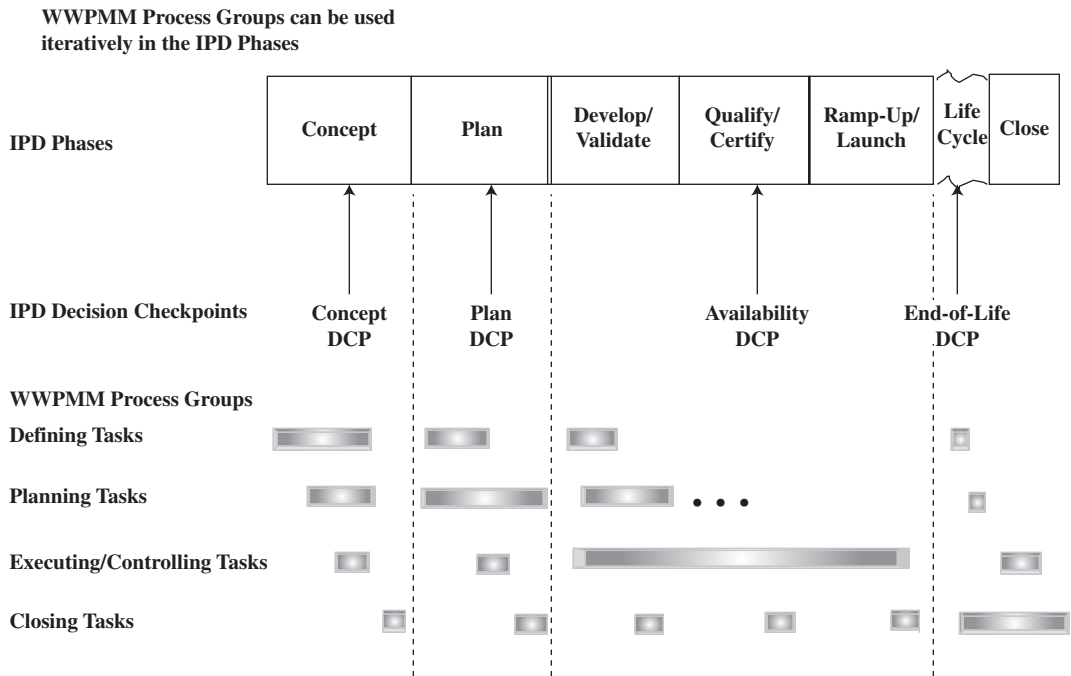 WWPMM Process Groups can be used
iteratively in the IPD Phases
IPD Phases
Concept
Plan
Develop/
Validate
Qualify/
Certify
Ramp-Up/
Launch
Life
Cycle
Close
IPD Decision Checkpoints
Concept
DCP
Plan
DCP
Availability
DCP
End-of-Life
DCP
WWPMM Process Groups
Defining Tasks
Planning Tasks
• • •
Executing/Controlling Tasks
Closing Tasks